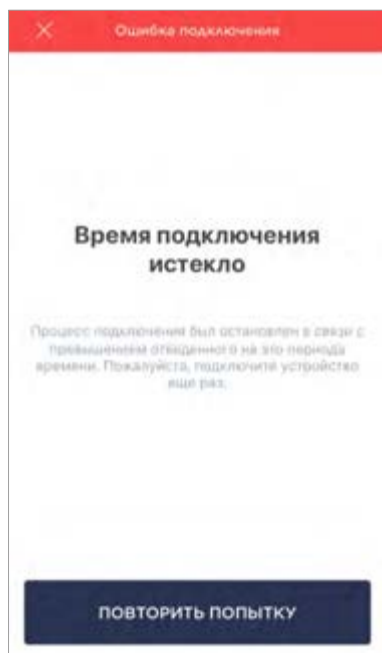 Ошибка подключения
Время подключения
истекло
Процесс подключения был остановлен в связи с
превышением отведенного на это периода
времени. Пожалуйста, подключите устройство
еще раз.
ПОВТОРИТЬ ПОПЫТКУ